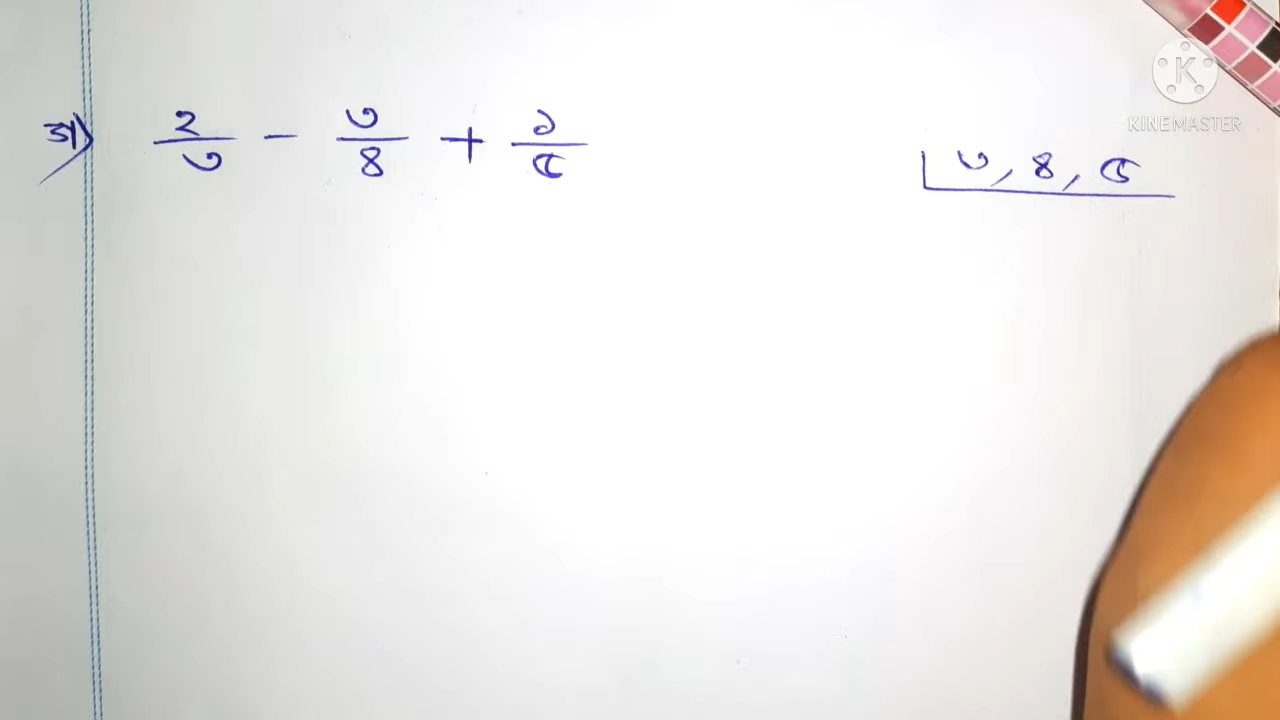 গ) ২/৩ − ৩/৪ + ১/৫
৩, ৪, ৫
KINEMASTER